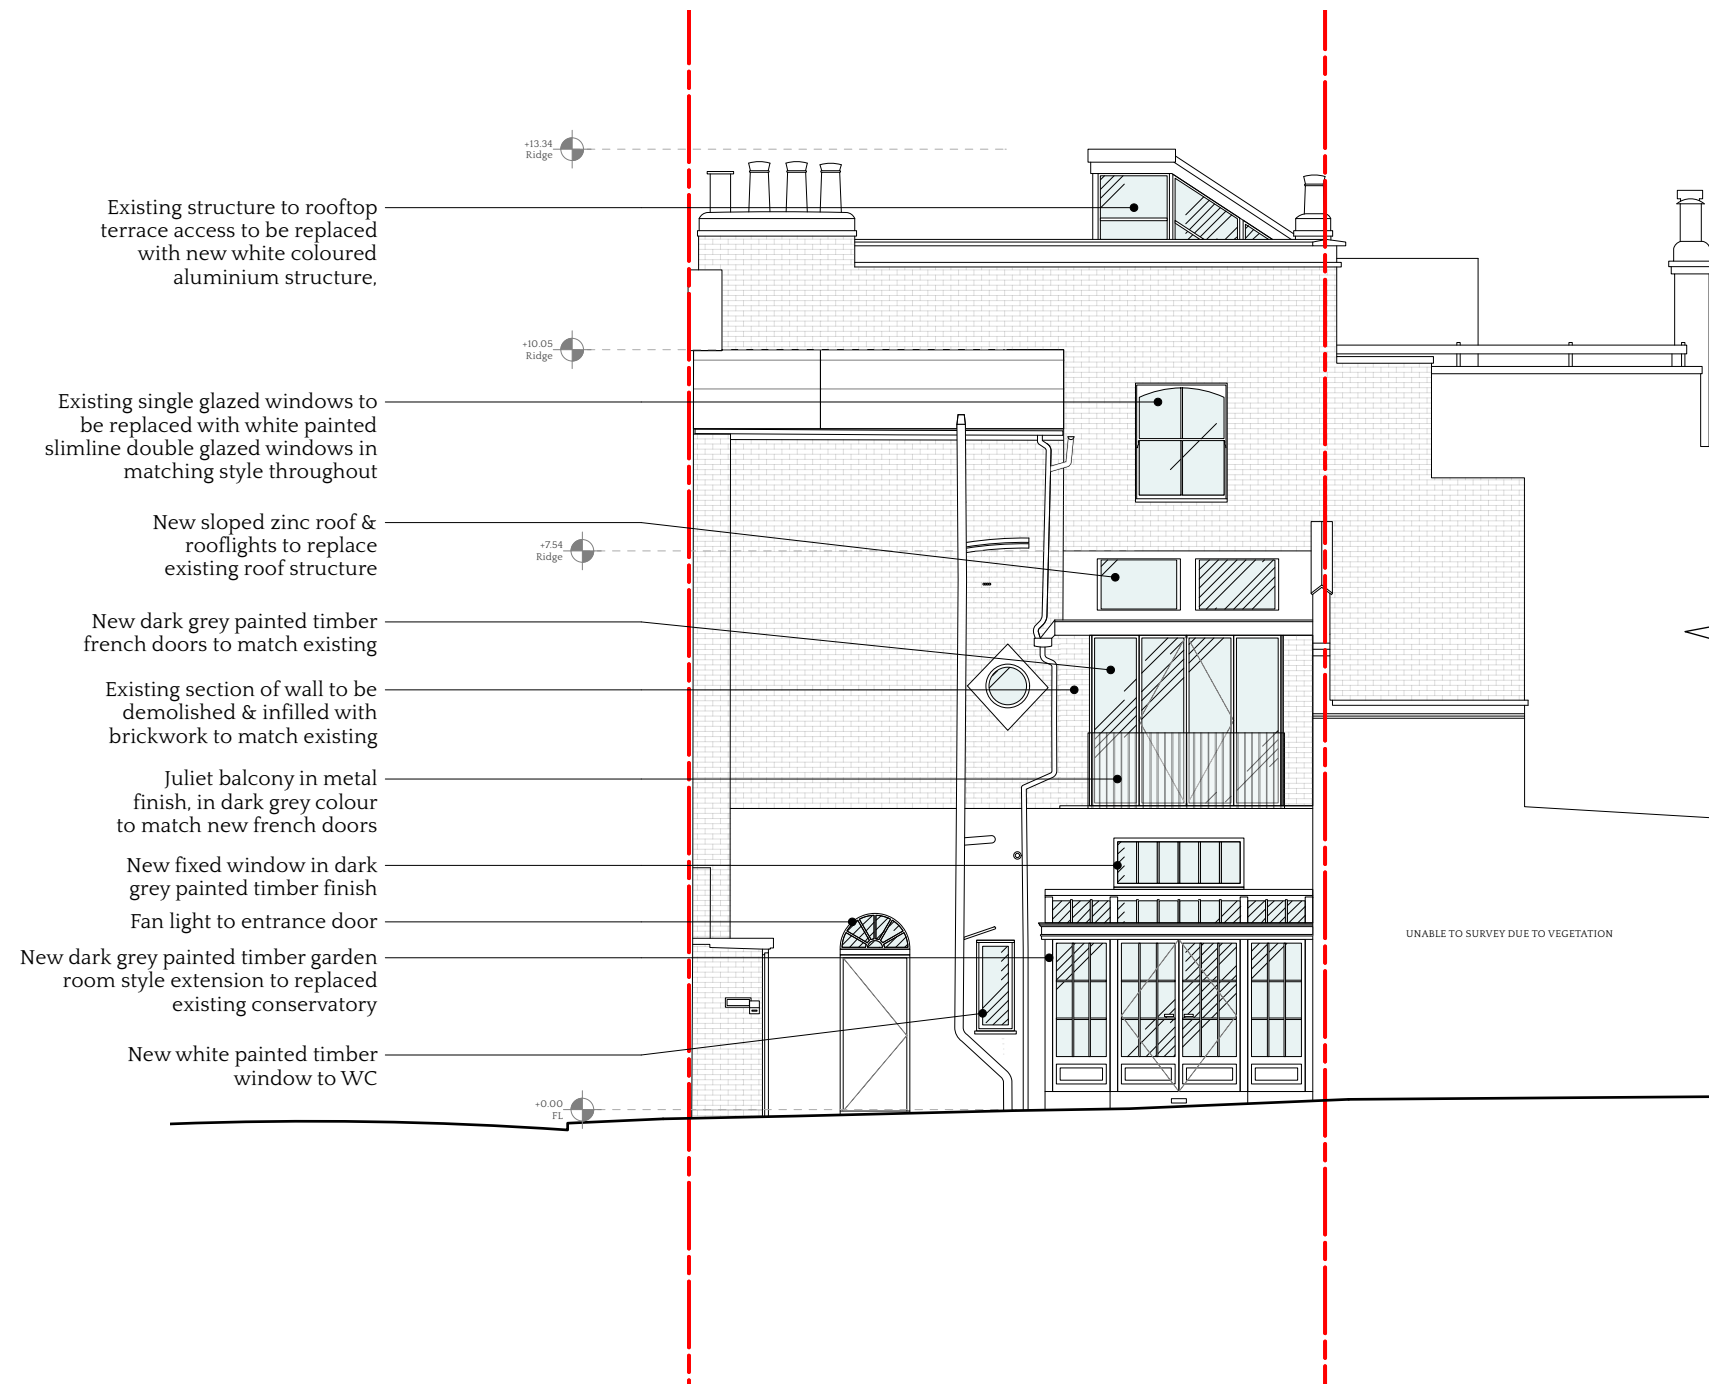 +13.34
Ridge
Existing structure to rooftop
terrace access to be replaced
with new white coloured
aluminium structure,
+10.05
Ridge
Existing single glazed windows to
be replaced with white painted
slimline double glazed windows in
matching style throughout
New sloped zinc roof &
rooflights to replace
existing roof structure
+7.54
Ridge
New dark grey painted timber
french doors to match existing
Existing section of wall to be
demolished & infilled with
brickwork to match existing
Juliet balcony in metal
finish, in dark grey colour
to match new french doors
New fixed window in dark
grey painted timber finish
Fan light to entrance door
UNABLE TO SURVEY DUE TO VEGETATION
New dark grey painted timber garden
room style extension to replaced
existing conservatory
New white painted timber
window to WC
+0.00
FL